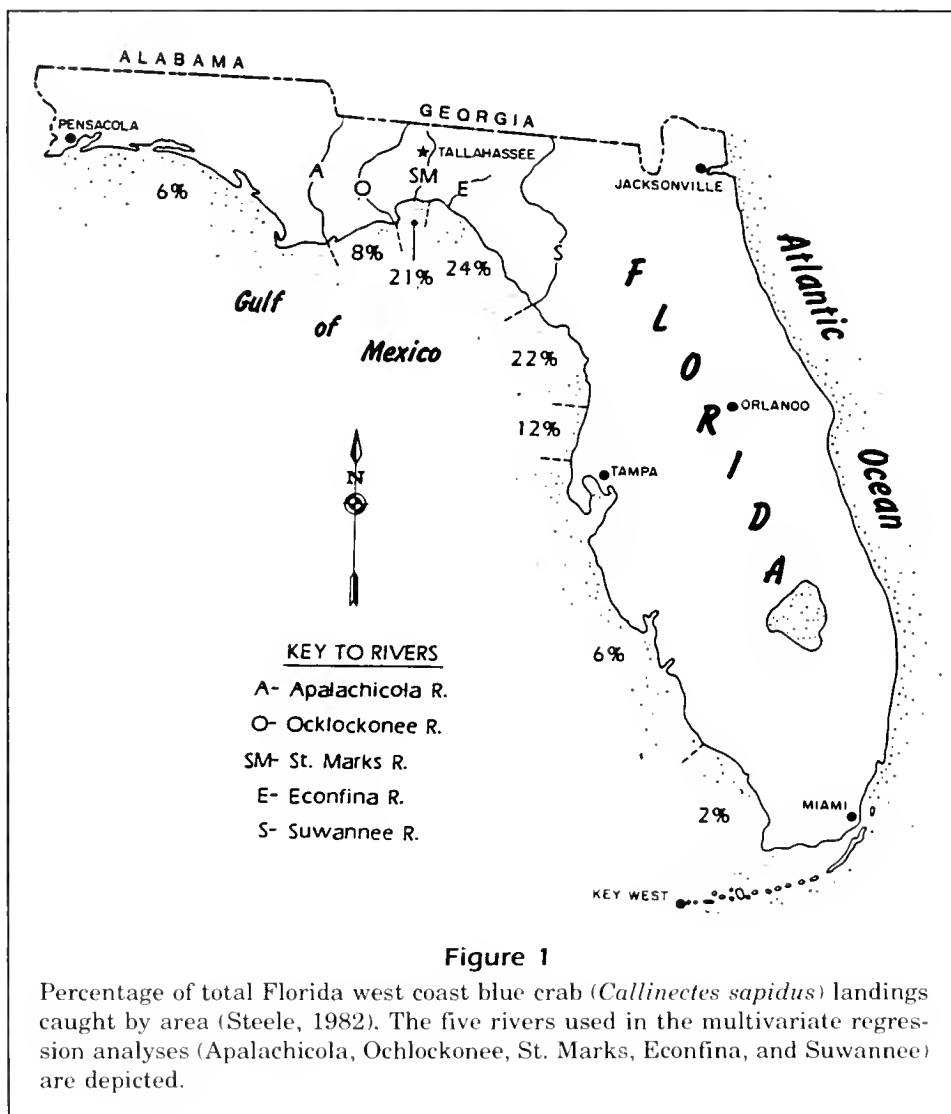 ALABAMA
GEORGIA
PENSACOLA
TALLAHASSEE
JACKSONVILLE
A
O
SM
E
S
6%
8%
21%
24%
Gulf
of
Mexico
FLORIDA
Atlantic
Ocean
22%
12%
ORLANOO
TAMPA
N
6%
2%
MIAMI
KEY WEST
KEY TO RIVERS
A- Apalachicola R.
O- Ocklockonee R.
SM- St. Marks R.
E- Econfina R.
S- Suwannee R.
Figure 1
Percentage of total Florida west coast blue crab (Callinectes sapidus) landings
caught by area (Steele, 1982). The five rivers used in the multivariate regres-
sion analyses (Apalachicola, Ochlockonee, St. Marks, Econfina, and Suwannee)
are depicted.